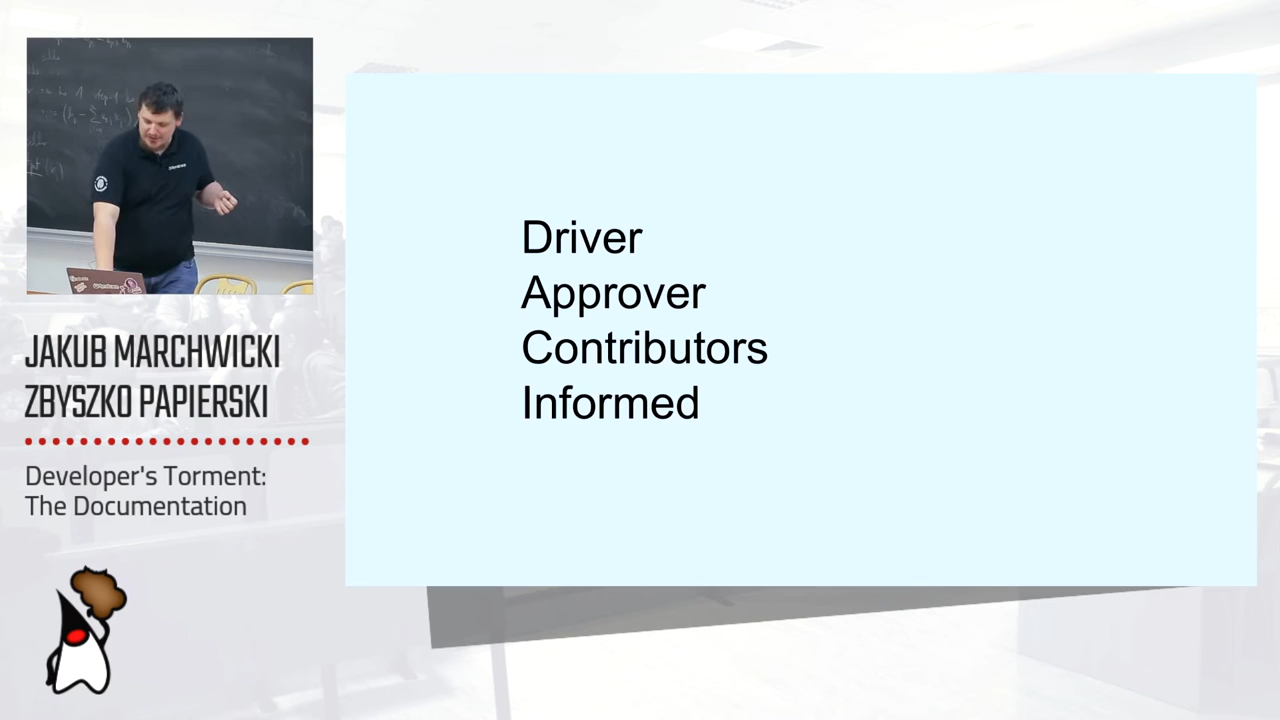 JAKUB MARCHWICKI
ZBYSZKO PAPIERSKI
Developer's Torment:
The Documentation
Driver
Approver
Contributors
Informed